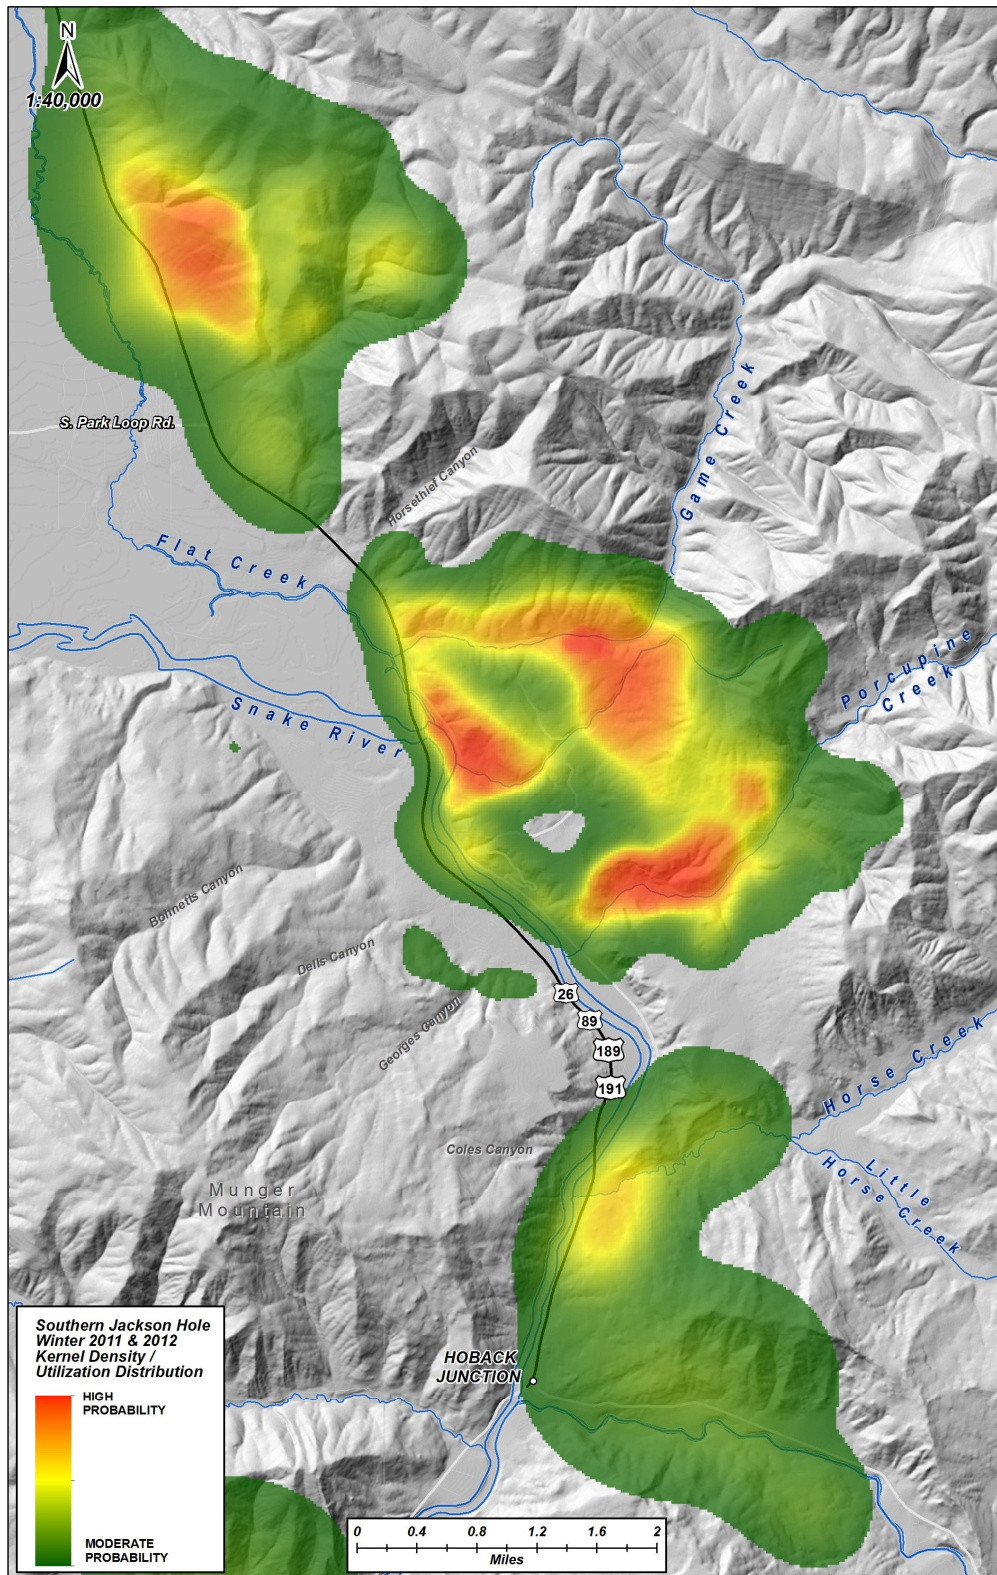 N
1:40,000
S. Park Loop Rd.
Horsethief Canyon
Game Creek
Flat Creek
Snake River
Porcupine
Creek
Canyon
Dells Canyon
Georges Canyon
26
89
189
191
Horse Creek
Little
Horse Creek
Coles Canyon
Munger
Mountain
HOBACK
JUNCTION
Southern Jackson Hole
Winter 2011 & 2012
Kernel Density /
Utilization Distribution
HIGH
PROBABILITY
MODERATE
PROBABILITY
0 0.4 0.8 1.2 1.6 2
Miles